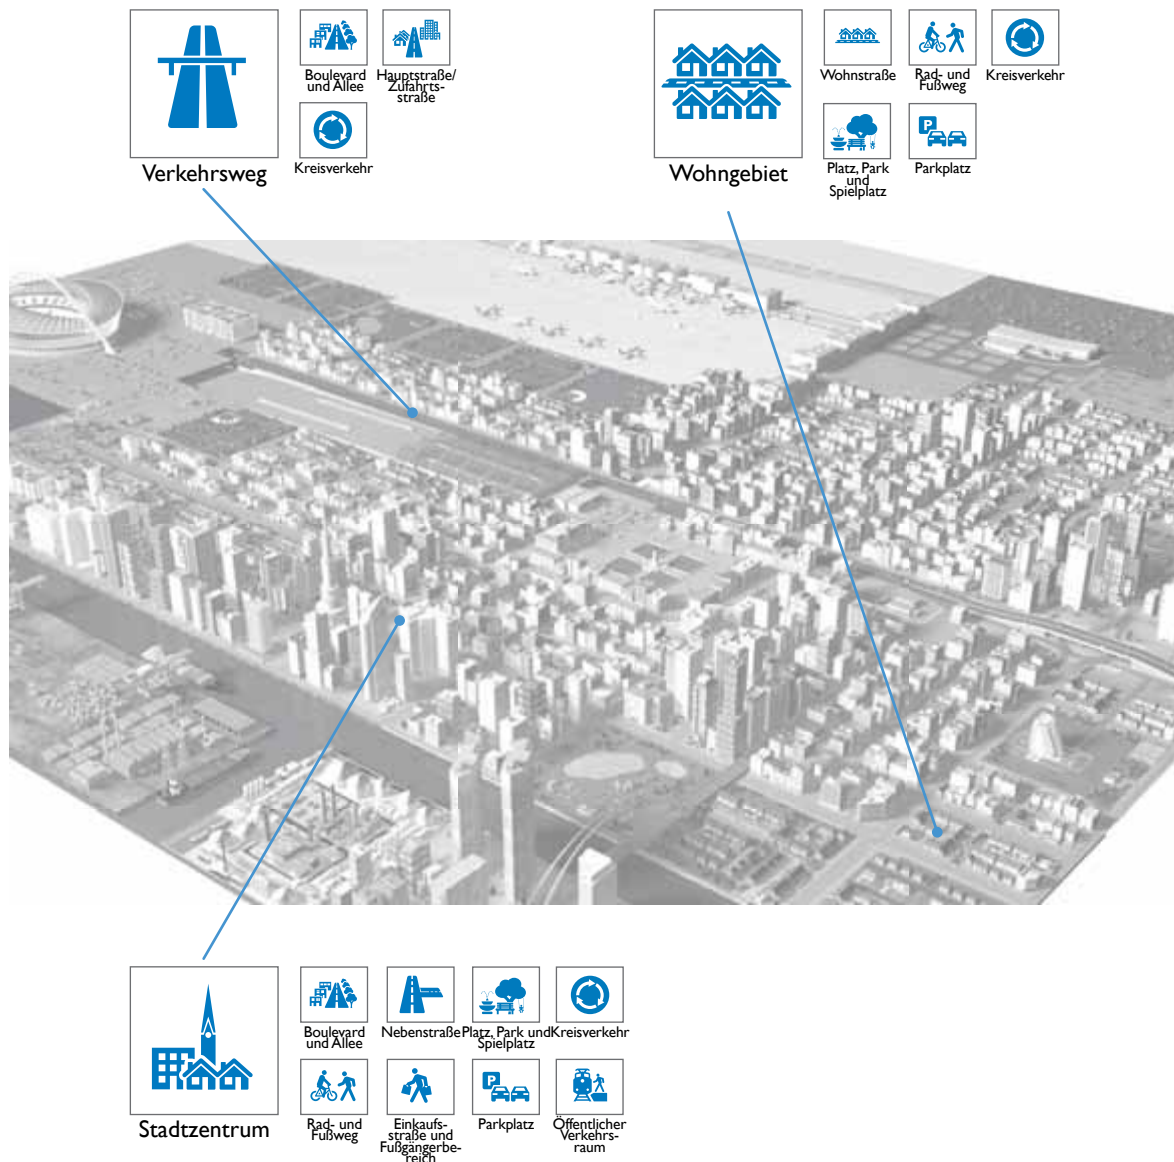 Boulevard
und Allee
Hauptstraße/
Zufahrts-
straße
Kreisverkehr
Verkehrsweg
Wohnstraße
Rad- und
Fußweg
Kreisverkehr
P
Platz, Park
und
Spielplatz
Parkplatz
Wohngebiet
Boulevard
und Allee
Nebenstraße
Platz, Park und
Spielplatz
Kreisverkehr
P
Rad- und
Fußweg
Einkaufs-
straße und
Fußgängerbe-
reich
Parkplatz
Öffentlicher
Verkehrs-
raum
Stadtzentrum